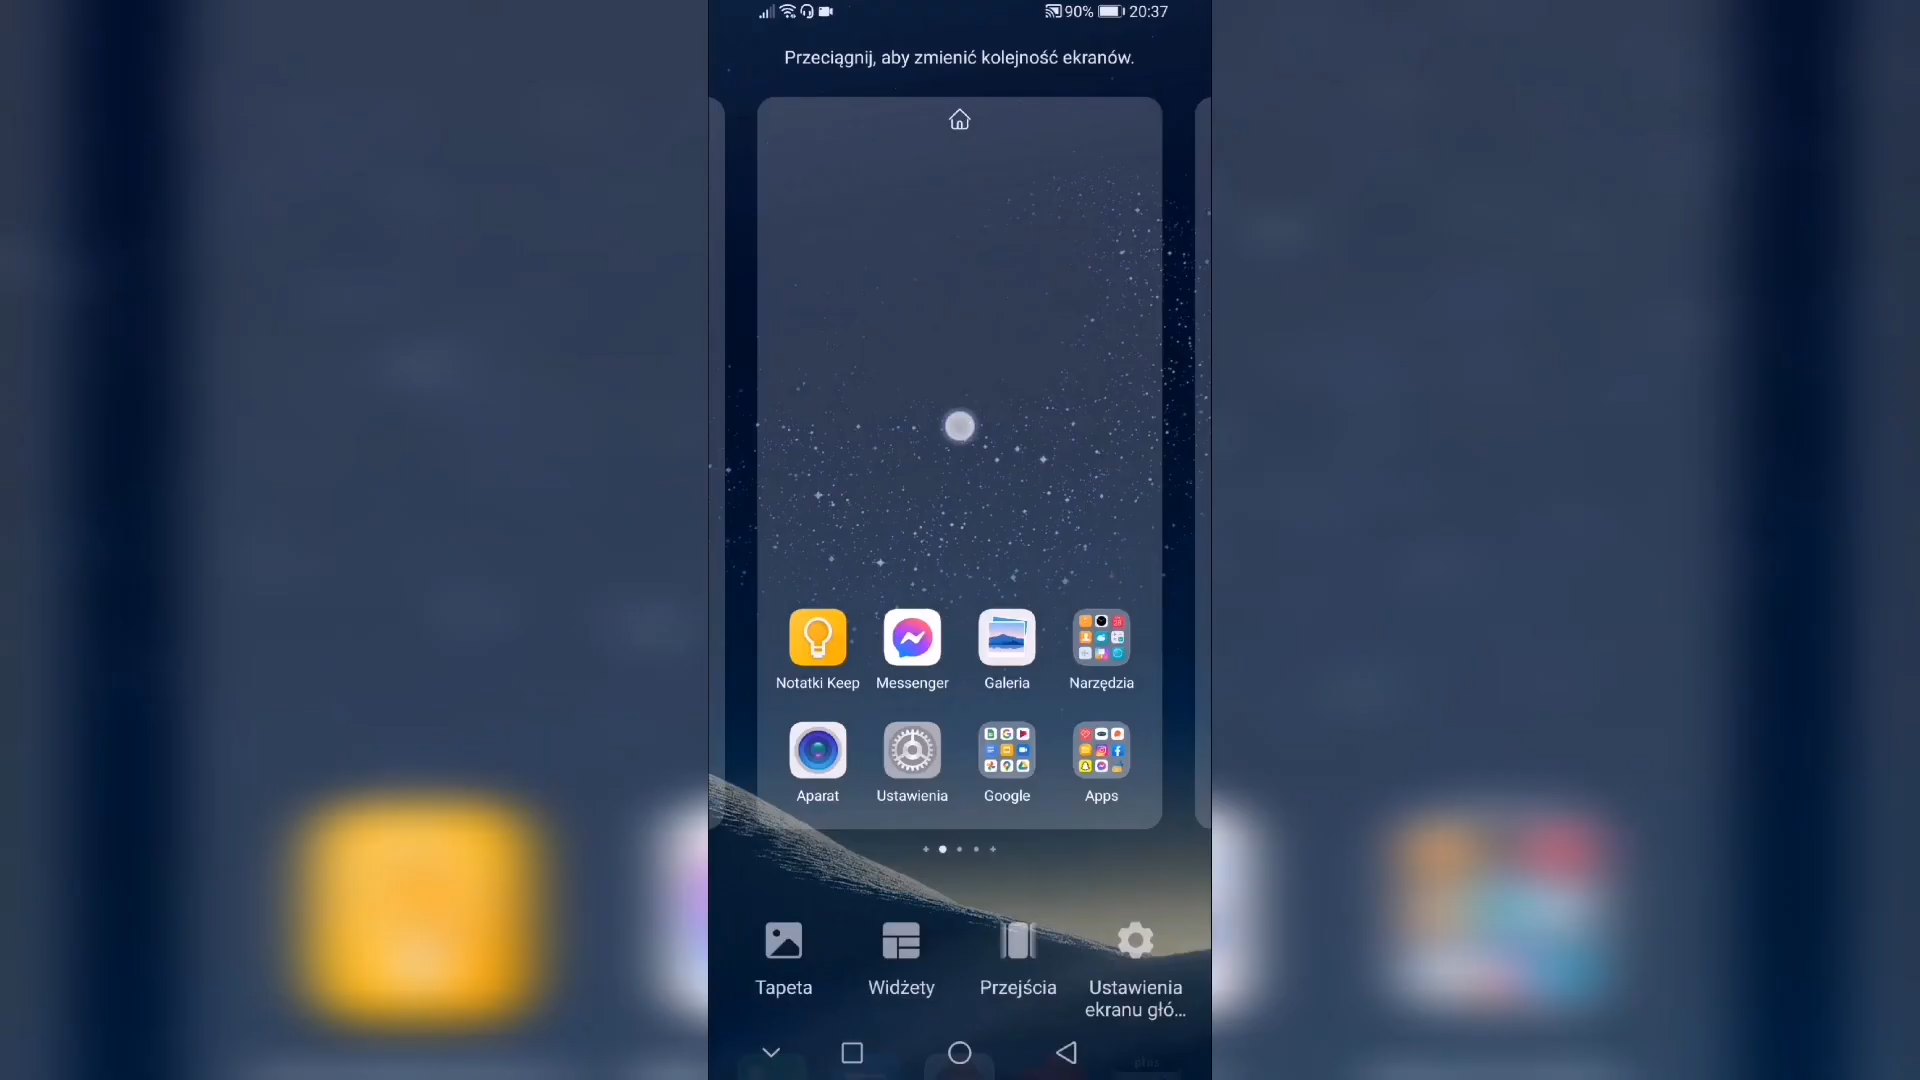 90% 20:37
Przeciągnij, aby zmienić kolejność ekranów.
Notatki Keep Messenger Galeria Narzędzia
Aparat Ustawienia Google Apps
Tapeta Widżety Przejścia Ustawienia
ekranu głó...
plus